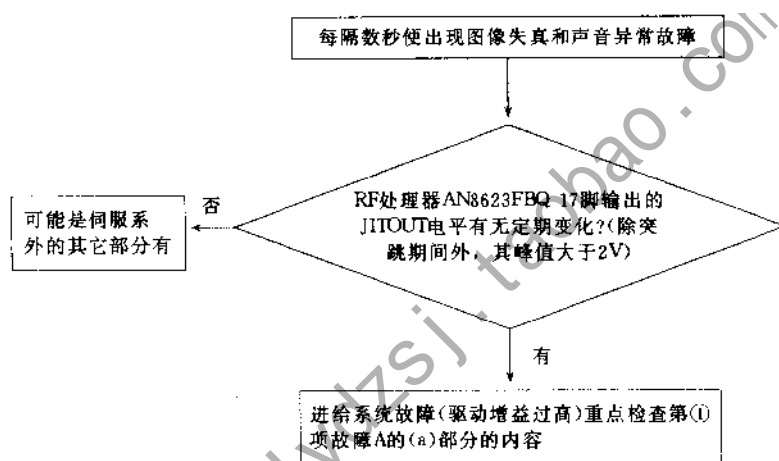 每隔数秒便出现图像失真和声音异常故障
RF处理器AN8623FBQ 17脚输出的
JITOUT电平有无定期变化?(除突
跳期间外，其峰值大于2V)
否
可能是伺服系
外的其它部分有
有
进给系统故障(驱动增益过高)重点检查第①
项故障A的(a)部分的内容
lydzsj.taobao.com